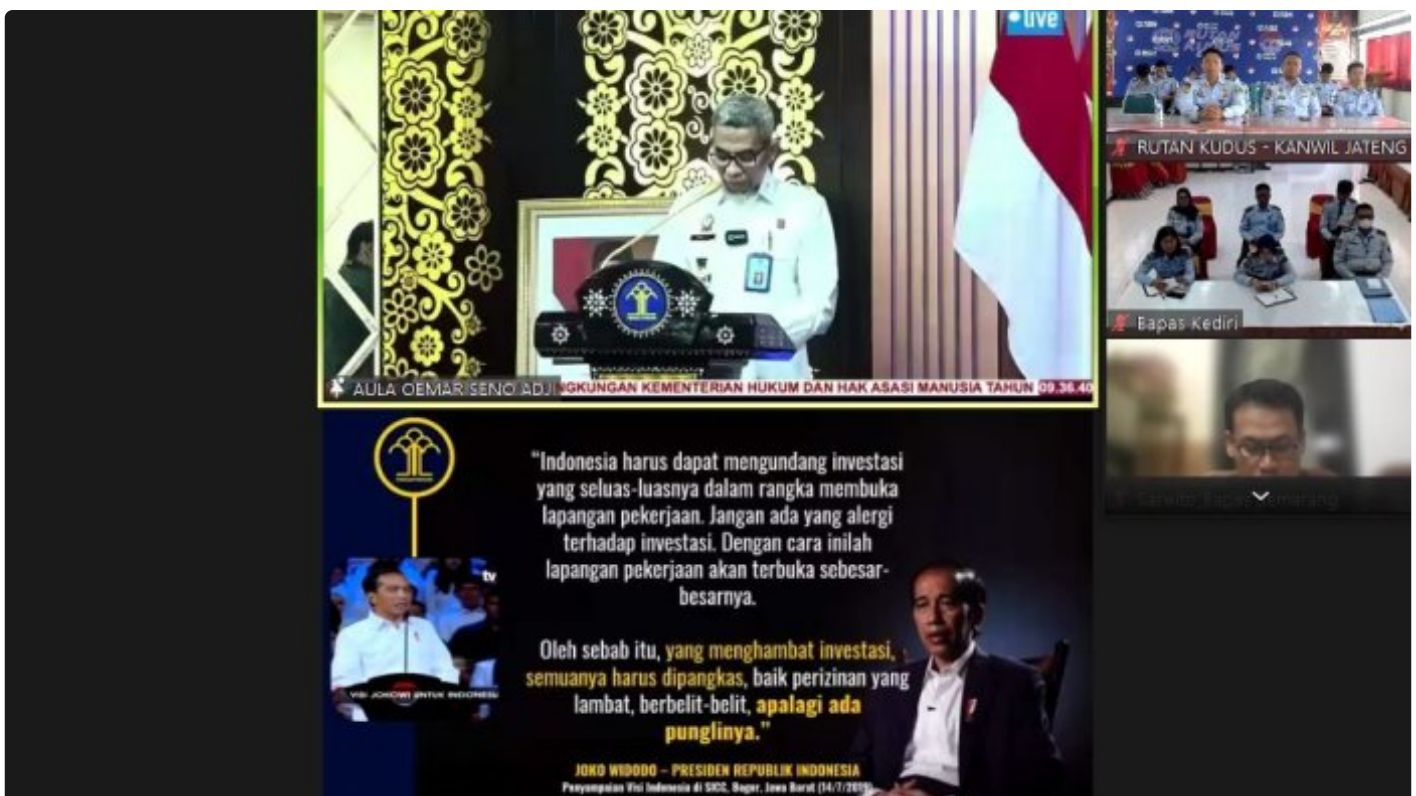 live
AULA OEMAR SENO ADJI
NGKUNGAN KEMENTERIAN HUKUM DAN HAK ASASI MANUSIA TAHUN 09.36.40
RUTAN KUDUS - KANWIL JATENG
Bapas Kediri
“Indonesia harus dapat mengundang investasi
yang seluas-luasnya dalam rangka membuka
lapangan pekerjaan. Jangan ada yang alergi
terhadap investasi. Dengan cara inilah
lapangan pekerjaan akan terbuka sebesar-
besarnya.
Oleh sebab itu, yang menghambat investasi,
semuanya harus dipangkas, baik perizinan yang
lambat, berbelit-belit, apalagi ada
punglinya.”
JOKO WIDODO – PRESIDEN REPUBLIK INDONESIA
Penyampaian Visi Indonesia di SICC, Bogor, Jawa Barat (14/7/2019)
tv
VISI JOKOWI UNTUK INDONESIA